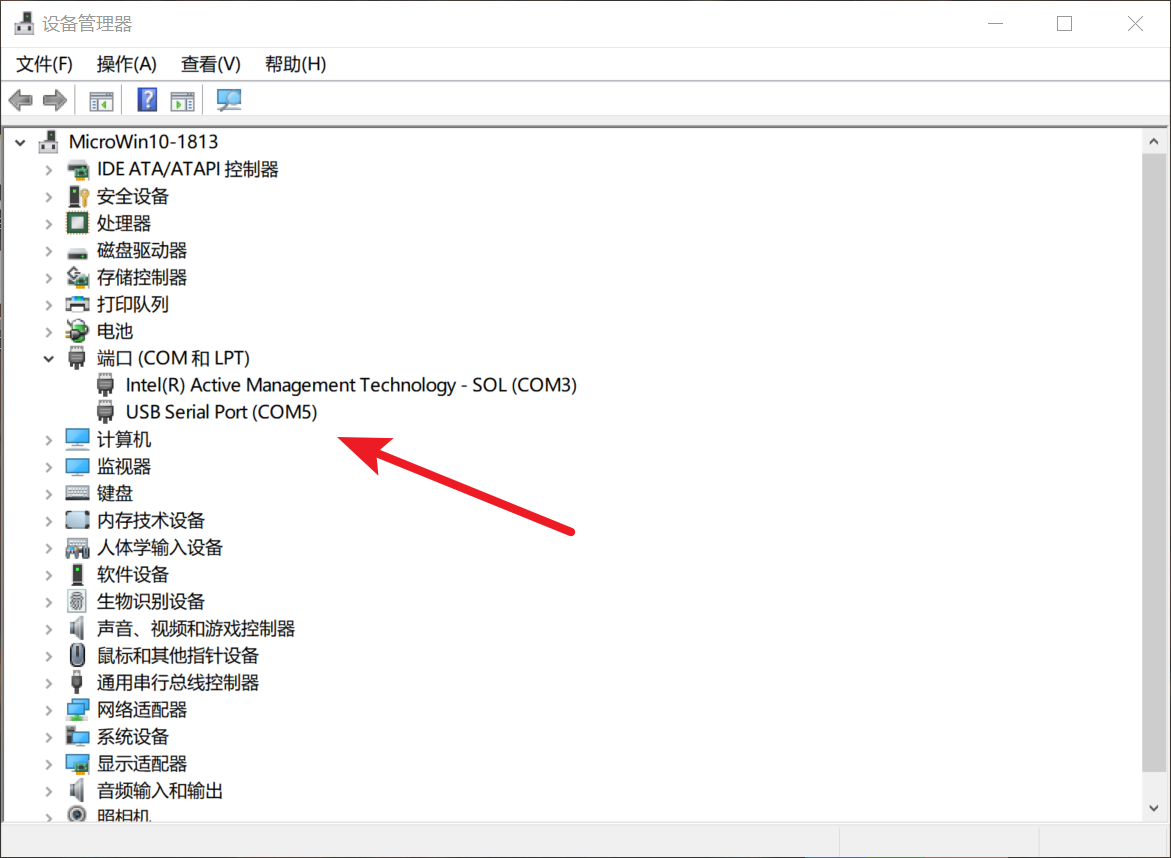 设备管理器
文件(F) 操作(A) 查看(V) 帮助(H)
MicroWin10-1813
IDE ATA/ATAPI 控制器
安全设备
处理器
磁盘驱动器
存储控制器
打印队列
电池
端口 (COM 和 LPT)
Intel(R) Active Management Technology - SOL (COM3)
USB Serial Port (COM5)
计算机
监视器
键盘
内存技术设备
人体学输入设备
软件设备
生物识别设备
声音、视频和游戏控制器
鼠标和其他指针设备
通用串行总线控制器
网络适配器
系统设备
显示适配器
音频输入和输出
照相机